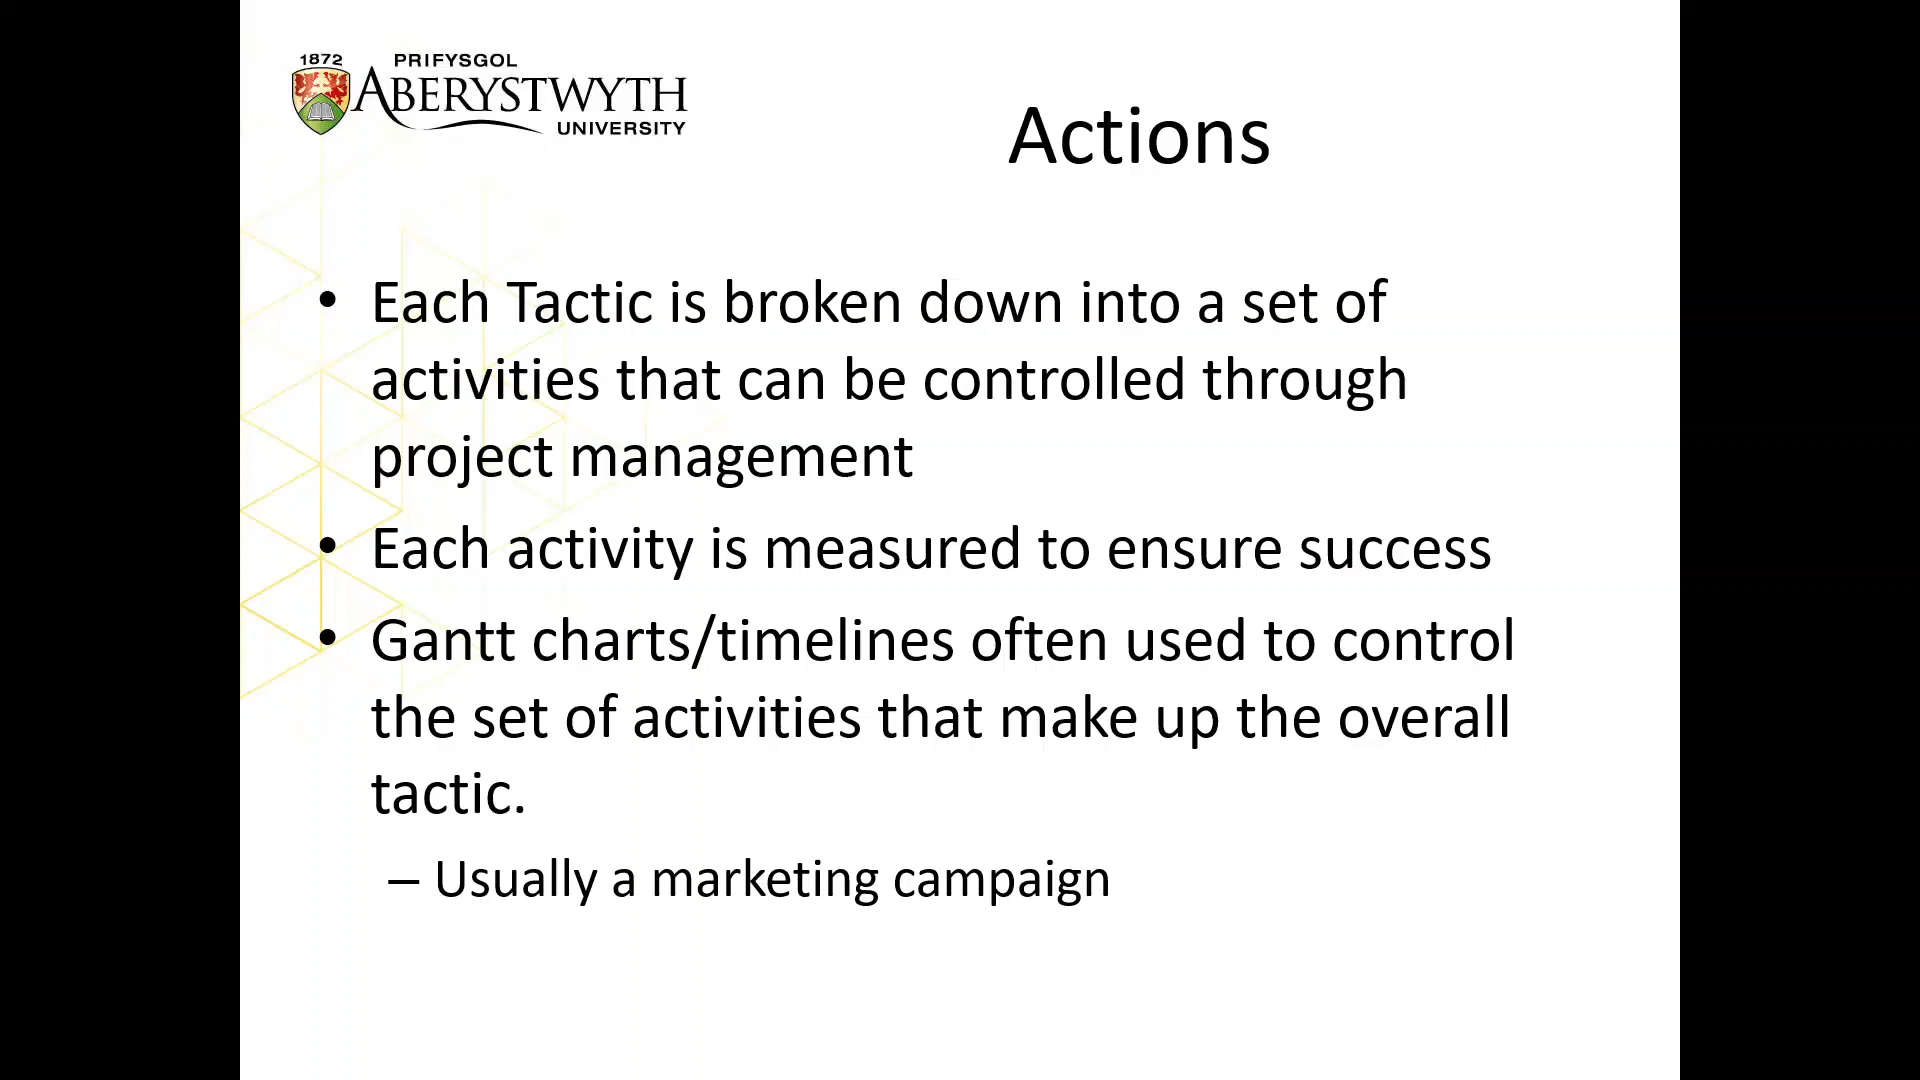 1872
PRIFYSGOL
ABERYSTWYTH
UNIVERSITY
Actions
• Each Tactic is broken down into a set of
activities that can be controlled through
project management
• Each activity is measured to ensure success
• Gantt charts/timelines often used to control
the set of activities that make up the overall
tactic.
– Usually a marketing campaign